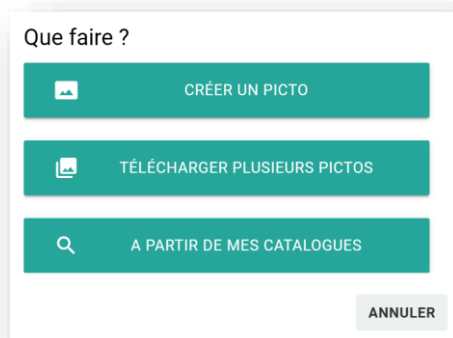 Que faire ?
CRÉER UN PICTO
TÉLÉCHARGER PLUSIEURS PICTOS
A PARTIR DE MES CATALOGUES
ANNULER